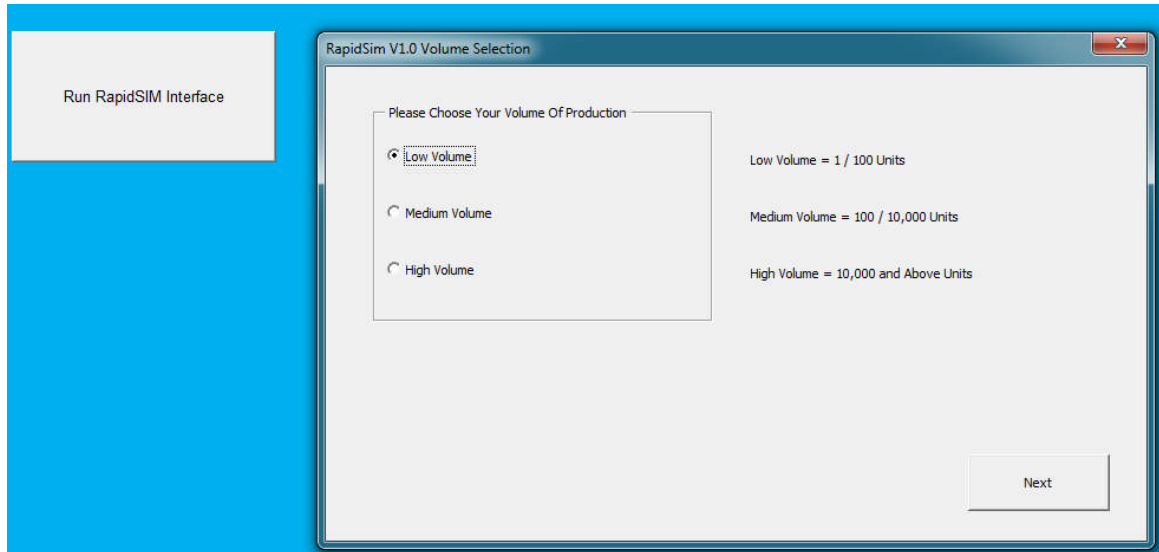 Run RapidSIM Interface
RapidSim V1.0 Volume Selection
Please Choose Your Volume Of Production
Low Volume
Low Volume = 1 / 100 Units
Medium Volume
Medium Volume = 100 / 10,000 Units
High Volume
High Volume = 10,000 and Above Units
Next